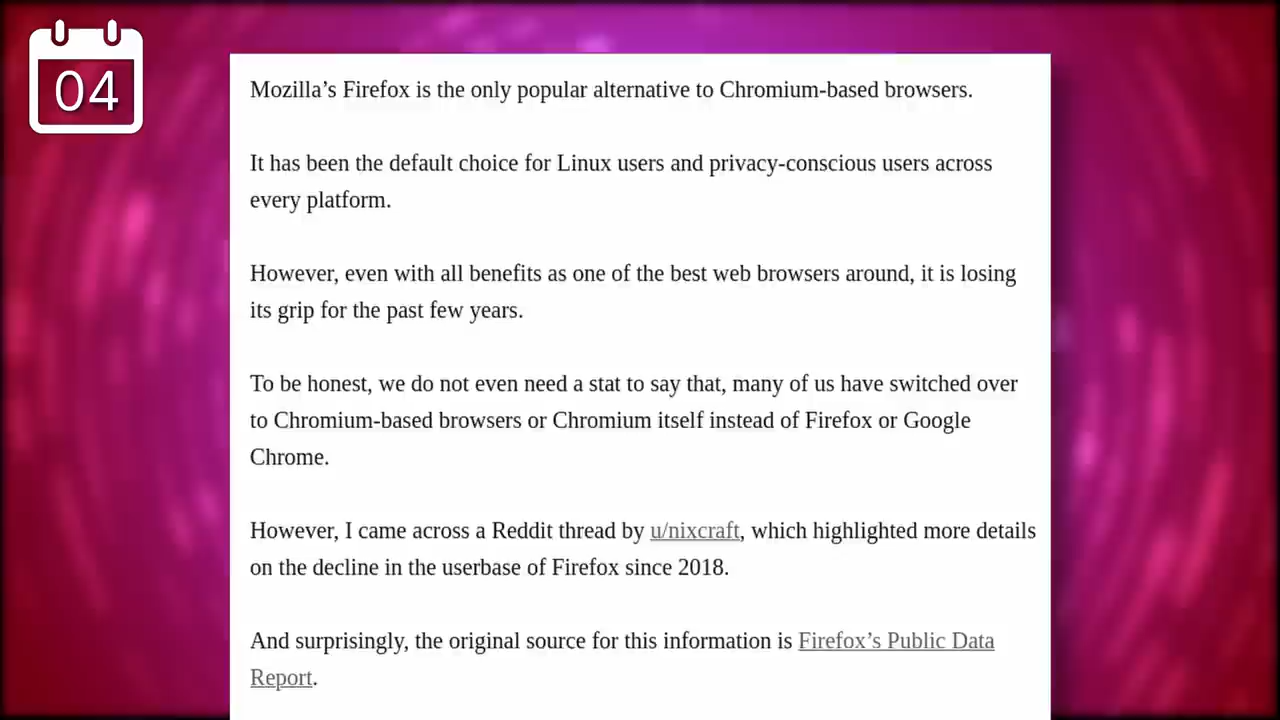 04
Mozilla’s Firefox is the only popular alternative to Chromium-based browsers.
It has been the default choice for Linux users and privacy-conscious users across
every platform.
However, even with all benefits as one of the best web browsers around, it is losing
its grip for the past few years.
To be honest, we do not even need a stat to say that, many of us have switched over
to Chromium-based browsers or Chromium itself instead of Firefox or Google
Chrome.
However, I came across a Reddit thread by u/nixcraft, which highlighted more details
on the decline in the userbase of Firefox since 2018.
And surprisingly, the original source for this information is Firefox’s Public Data
Report.